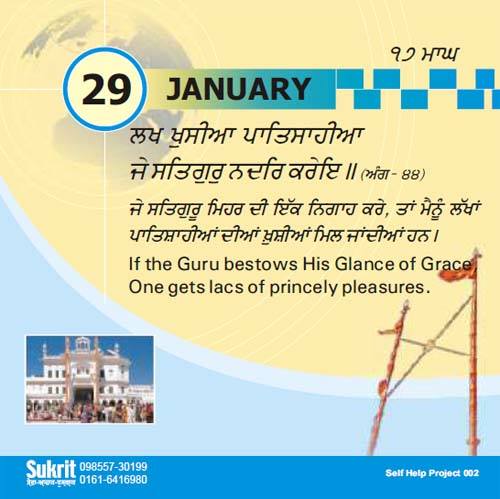 ੧੭ ਮਾਘ
29 JANUARY
ਲਖ ਖੁਸੀਆ ਪਾਤਿਸਾਹੀਆ
ਜੇ ਸਤਿਗੁਰੁ ਨਦਰਿ ਕਰੇਇ ॥ (ਅੰਗ - ੪੪)
ਜੇ ਸਤਿਗੁਰੂ ਮਿਹਰ ਦੀ ਇੱਕ ਨਿਗਾਹ ਕਰੇ, ਤਾਂ ਮੈਨੂੰ ਲੱਖਾਂ
ਪਾਤਿਸ਼ਾਹੀਆਂ ਦੀਆਂ ਖ਼ੁਸ਼ੀਆਂ ਮਿਲ ਜਾਂਦੀਆਂ ਹਨ।
If the Guru bestows His Glance of Grace,
One gets lacs of princely pleasures.
Sukrit 098557-30199
0161-6416980
Self Help Project 002